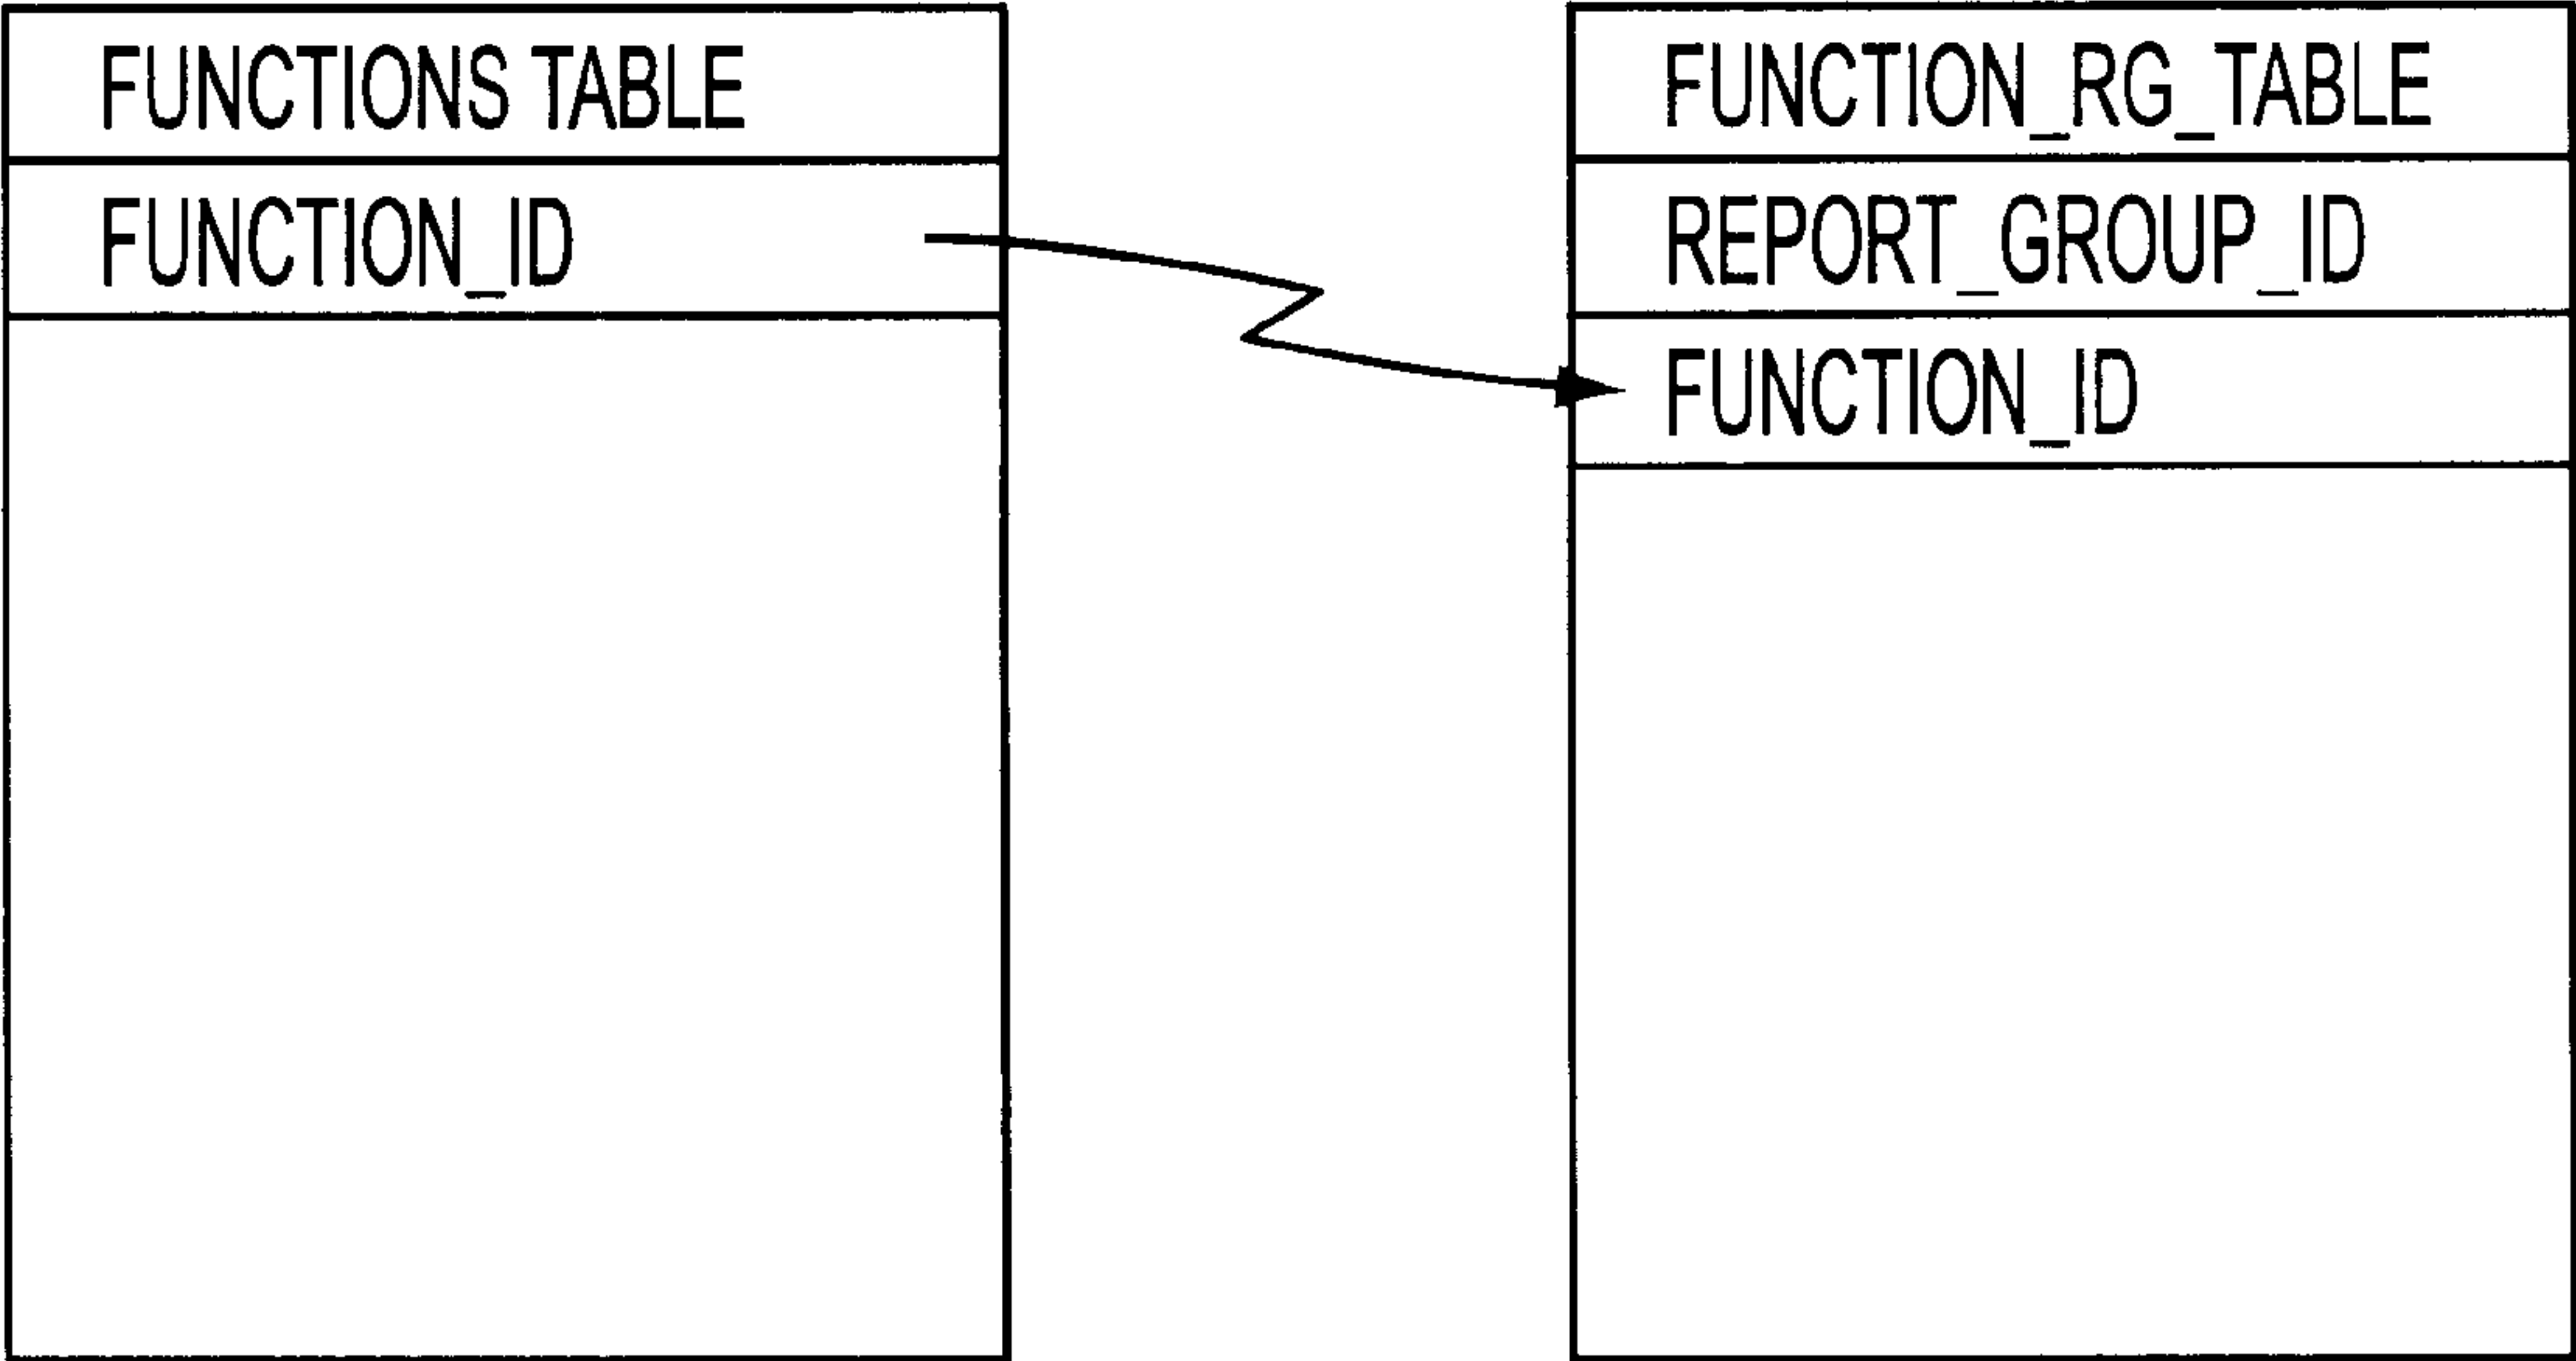 FUNCTIONS TABLE
FUNCTION_ID
FUNCTION_RG_TABLE
REPORT_GROUP_ID
FUNCTION_ID